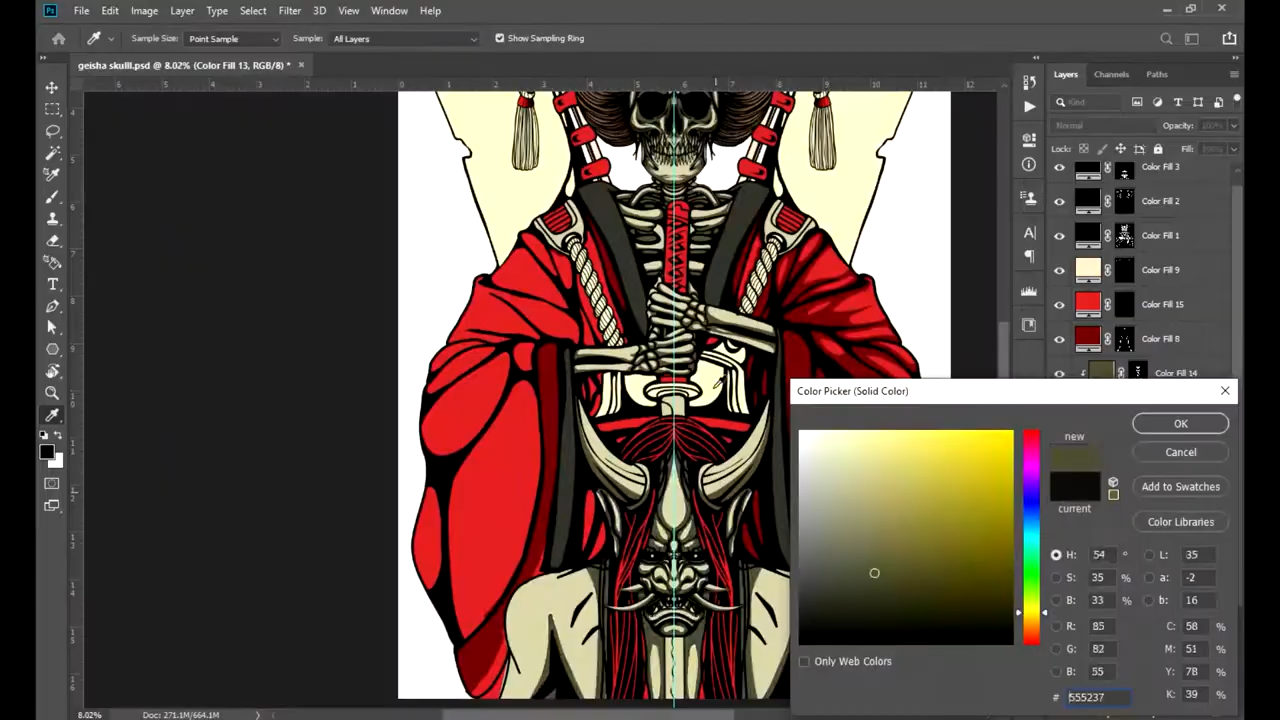 Ps File Edit Image Layer Type Select Filter 3D View Window Help
Sample Size: Point Sample Sample: All Layers Show Sampling Ring
geisha skulll.psd @ 8.02% (Color Fill 13, RGB/8) * ×
Layers Channels Paths
Kind
Normal Opacity: 100%
Lock: Fill: 100%
Color Fill 3
Color Fill 2
Color Fill 1
Color Fill 9
Color Fill 15
Color Fill 8
Color Fill 14
Color Picker (Solid Color)
new
current
OK
Cancel
Add to Swatches
Color Libraries
H: 54 ° L: 35
S: 35 % a: -2
B: 33 % b: 16
R: 85 C: 58 %
G: 82 M: 51 %
B: 55 Y: 78 %
# 555237 K: 39 %
Only Web Colors
8.02% Doc: 271.1M/664.1M